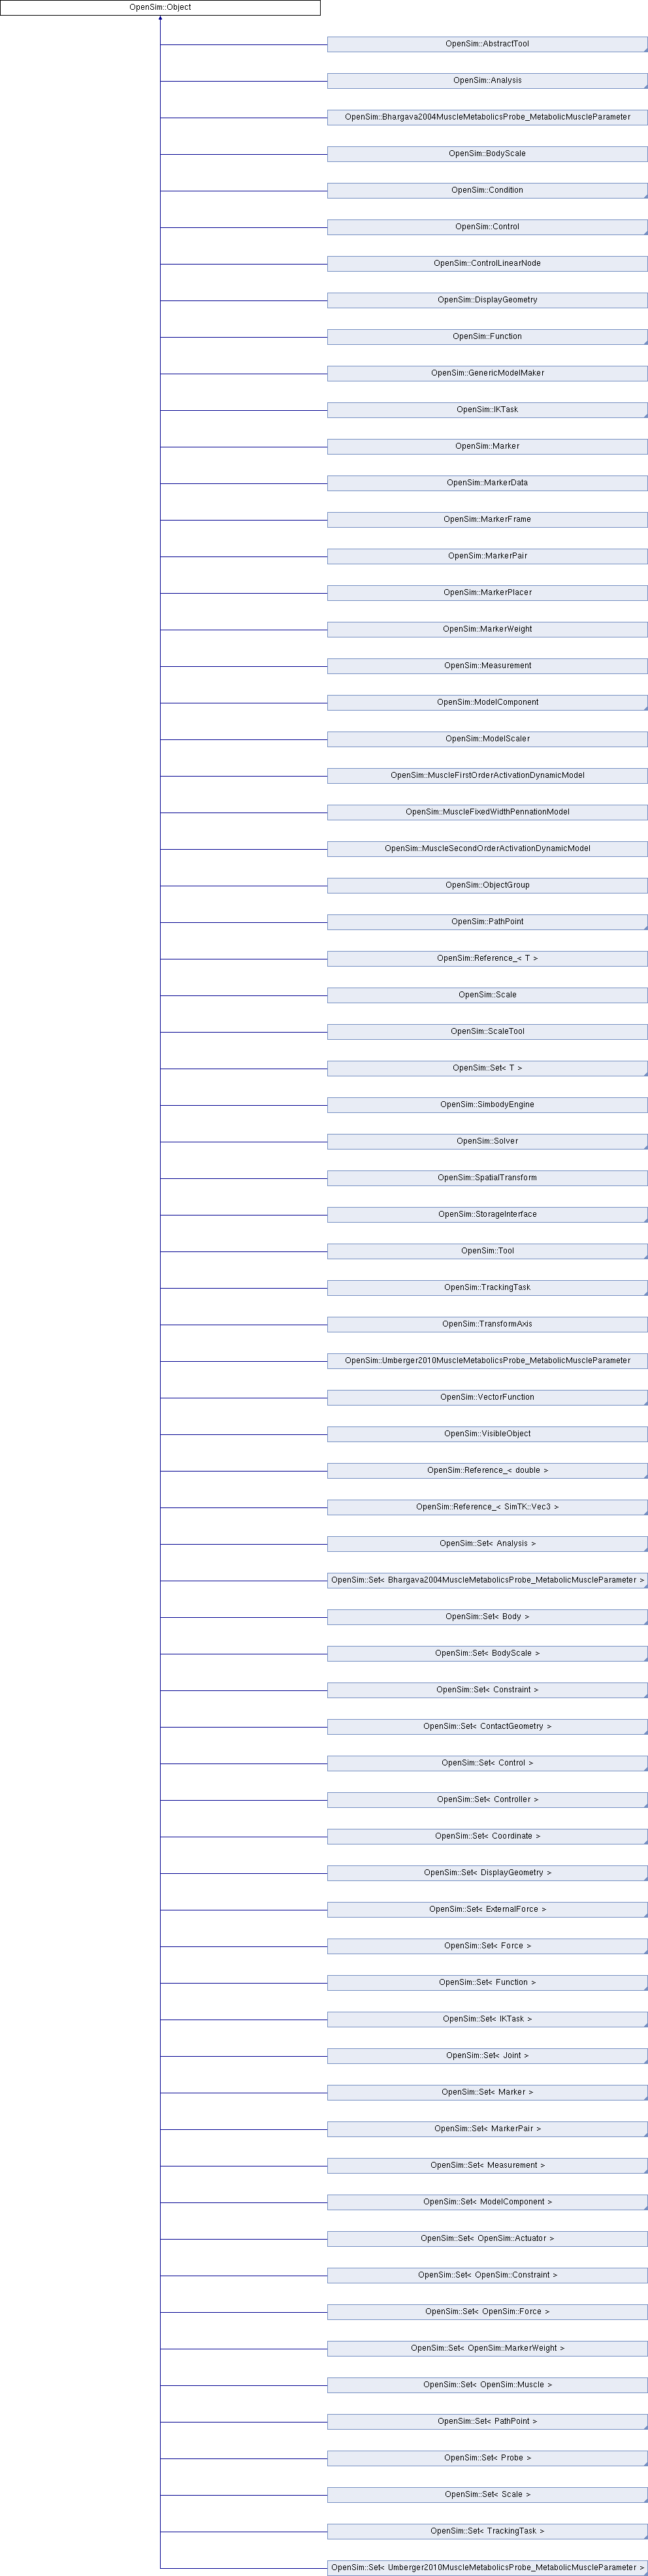 OpenSim::Object
OpenSim::AbstractTool
OpenSim::Analysis
OpenSim::Bhargava2004MuscleMetabolicsProbe_MetabolicMuscleParameter
OpenSim::BodyScale
OpenSim::Condition
OpenSim::Control
OpenSim::ControlLinearNode
OpenSim::DisplayGeometry
OpenSim::Function
OpenSim::GenericModelMaker
OpenSim::IKTask
OpenSim::Marker
OpenSim::MarkerData
OpenSim::MarkerFrame
OpenSim::MarkerPair
OpenSim::MarkerPlacer
OpenSim::MarkerWeight
OpenSim::Measurement
OpenSim::ModelComponent
OpenSim::ModelScaler
OpenSim::MuscleFirstOrderActivationDynamicModel
OpenSim::MuscleFixedWidthPennationModel
OpenSim::MuscleSecondOrderActivationDynamicModel
OpenSim::ObjectGroup
OpenSim::PathPoint
OpenSim::Reference_< T >
OpenSim::Scale
OpenSim::ScaleTool
OpenSim::Set< T >
OpenSim::SimbodyEngine
OpenSim::Solver
OpenSim::SpatialTransform
OpenSim::StorageInterface
OpenSim::Tool
OpenSim::TrackingTask
OpenSim::TransformAxis
OpenSim::Umberger2010MuscleMetabolicsProbe_MetabolicMuscleParameter
OpenSim::VectorFunction
OpenSim::VisibleObject
OpenSim::Reference_< double >
OpenSim::Reference_< SimTK::Vec3 >
OpenSim::Set< Analysis >
OpenSim::Set< Bhargava2004MuscleMetabolicsProbe_MetabolicMuscleParameter >
OpenSim::Set< Body >
OpenSim::Set< BodyScale >
OpenSim::Set< Constraint >
OpenSim::Set< ContactGeometry >
OpenSim::Set< Control >
OpenSim::Set< Controller >
OpenSim::Set< Coordinate >
OpenSim::Set< DisplayGeometry >
OpenSim::Set< ExternalForce >
OpenSim::Set< Force >
OpenSim::Set< Function >
OpenSim::Set< IKTask >
OpenSim::Set< Joint >
OpenSim::Set< Marker >
OpenSim::Set< MarkerPair >
OpenSim::Set< Measurement >
OpenSim::Set< ModelComponent >
OpenSim::Set< OpenSim::Actuator >
OpenSim::Set< OpenSim::Constraint >
OpenSim::Set< OpenSim::Force >
OpenSim::Set< OpenSim::MarkerWeight >
OpenSim::Set< OpenSim::Muscle >
OpenSim::Set< PathPoint >
OpenSim::Set< Probe >
OpenSim::Set< Scale >
OpenSim::Set< TrackingTask >
OpenSim::Set< Umberger2010MuscleMetabolicsProbe_MetabolicMuscleParameter >